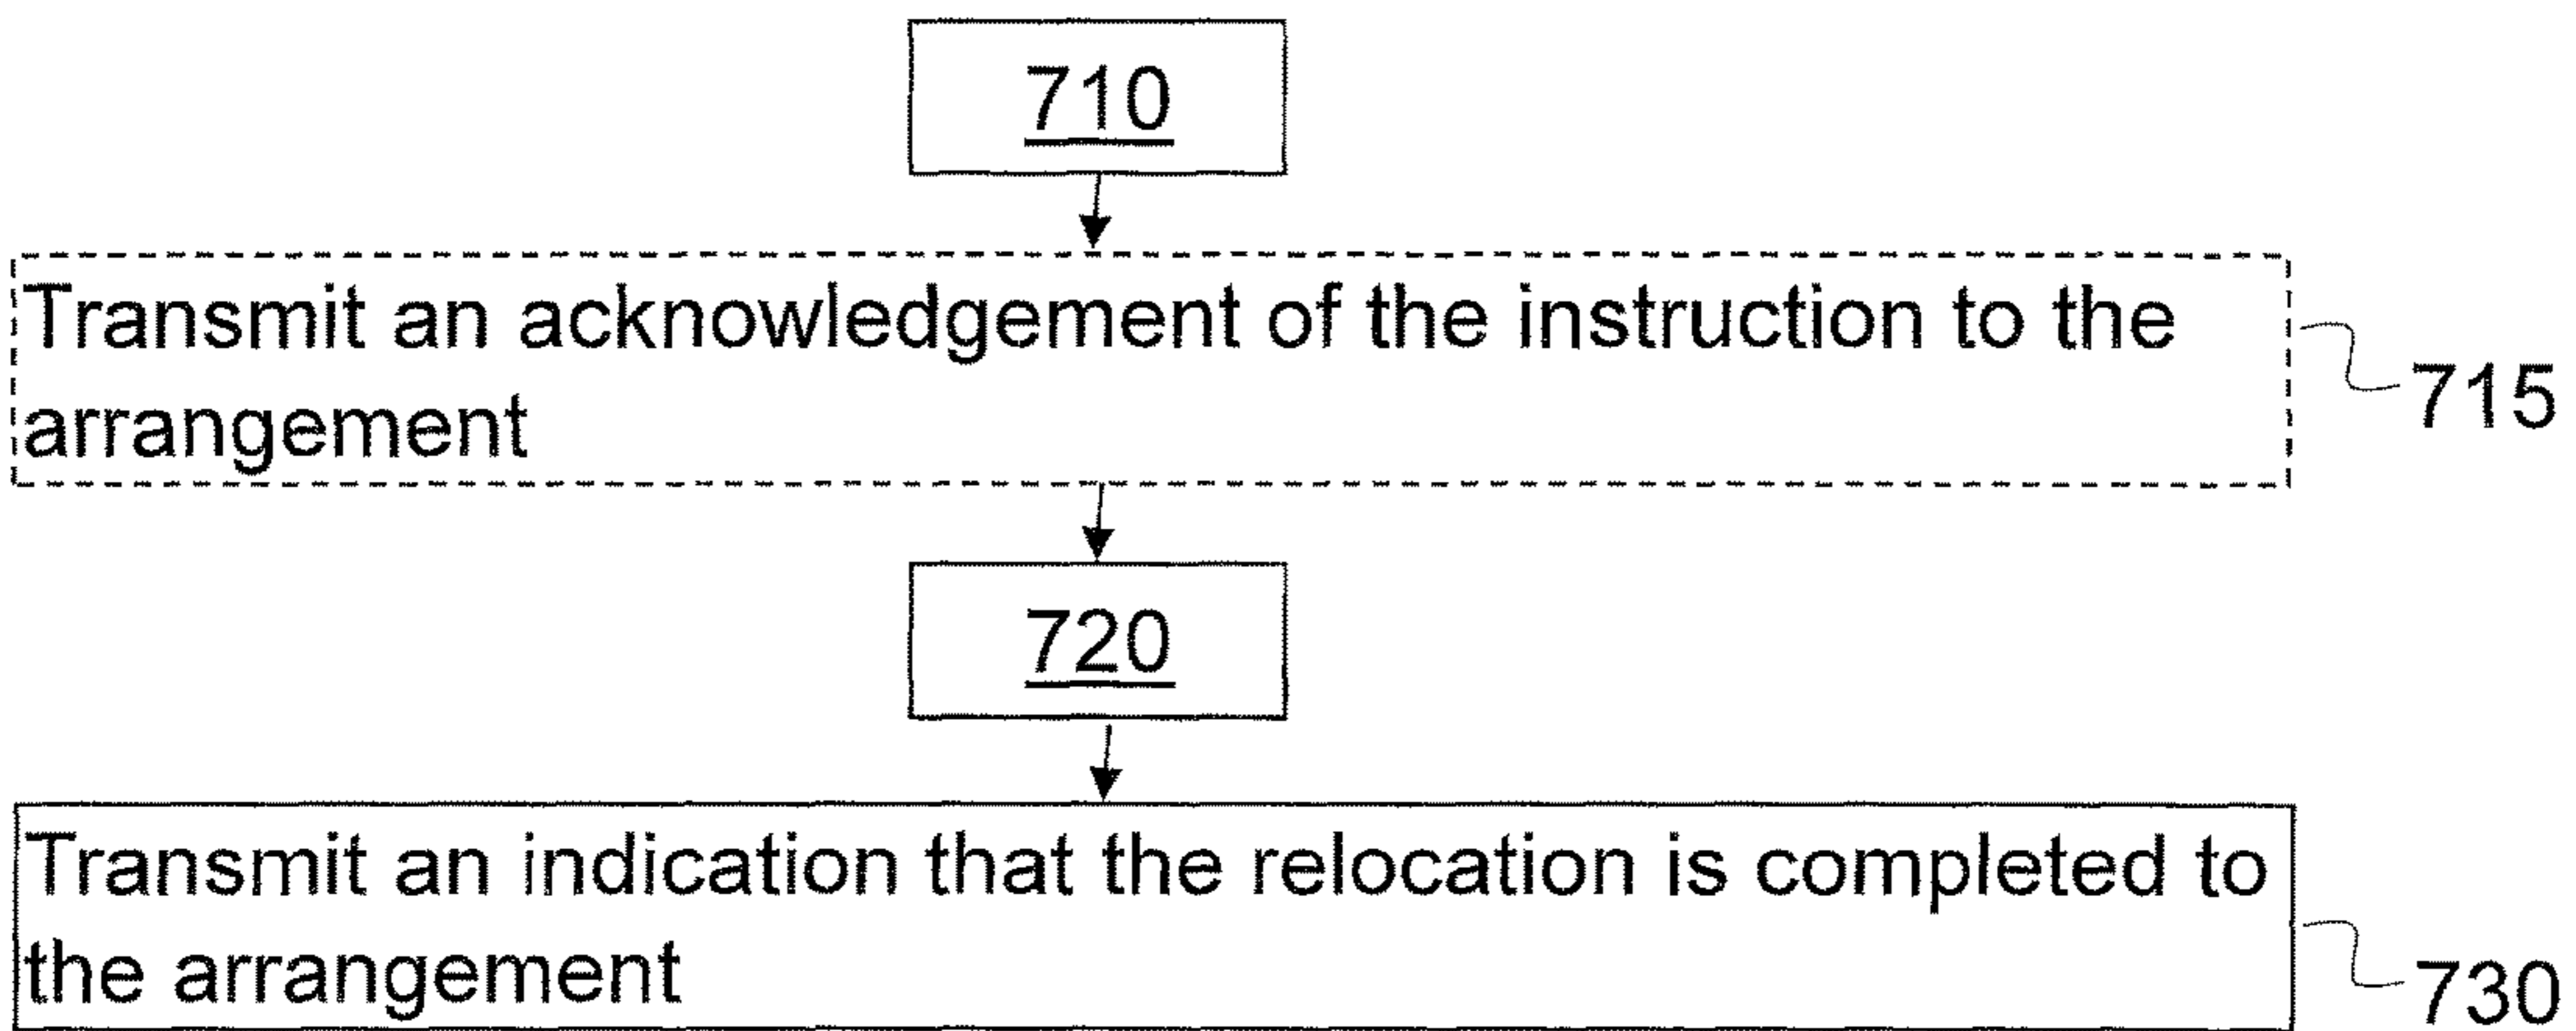 710
Transmit an acknowledgement of the instruction to the
arrangement
715
720
Transmit an indication that the relocation is completed to
the arrangement
730